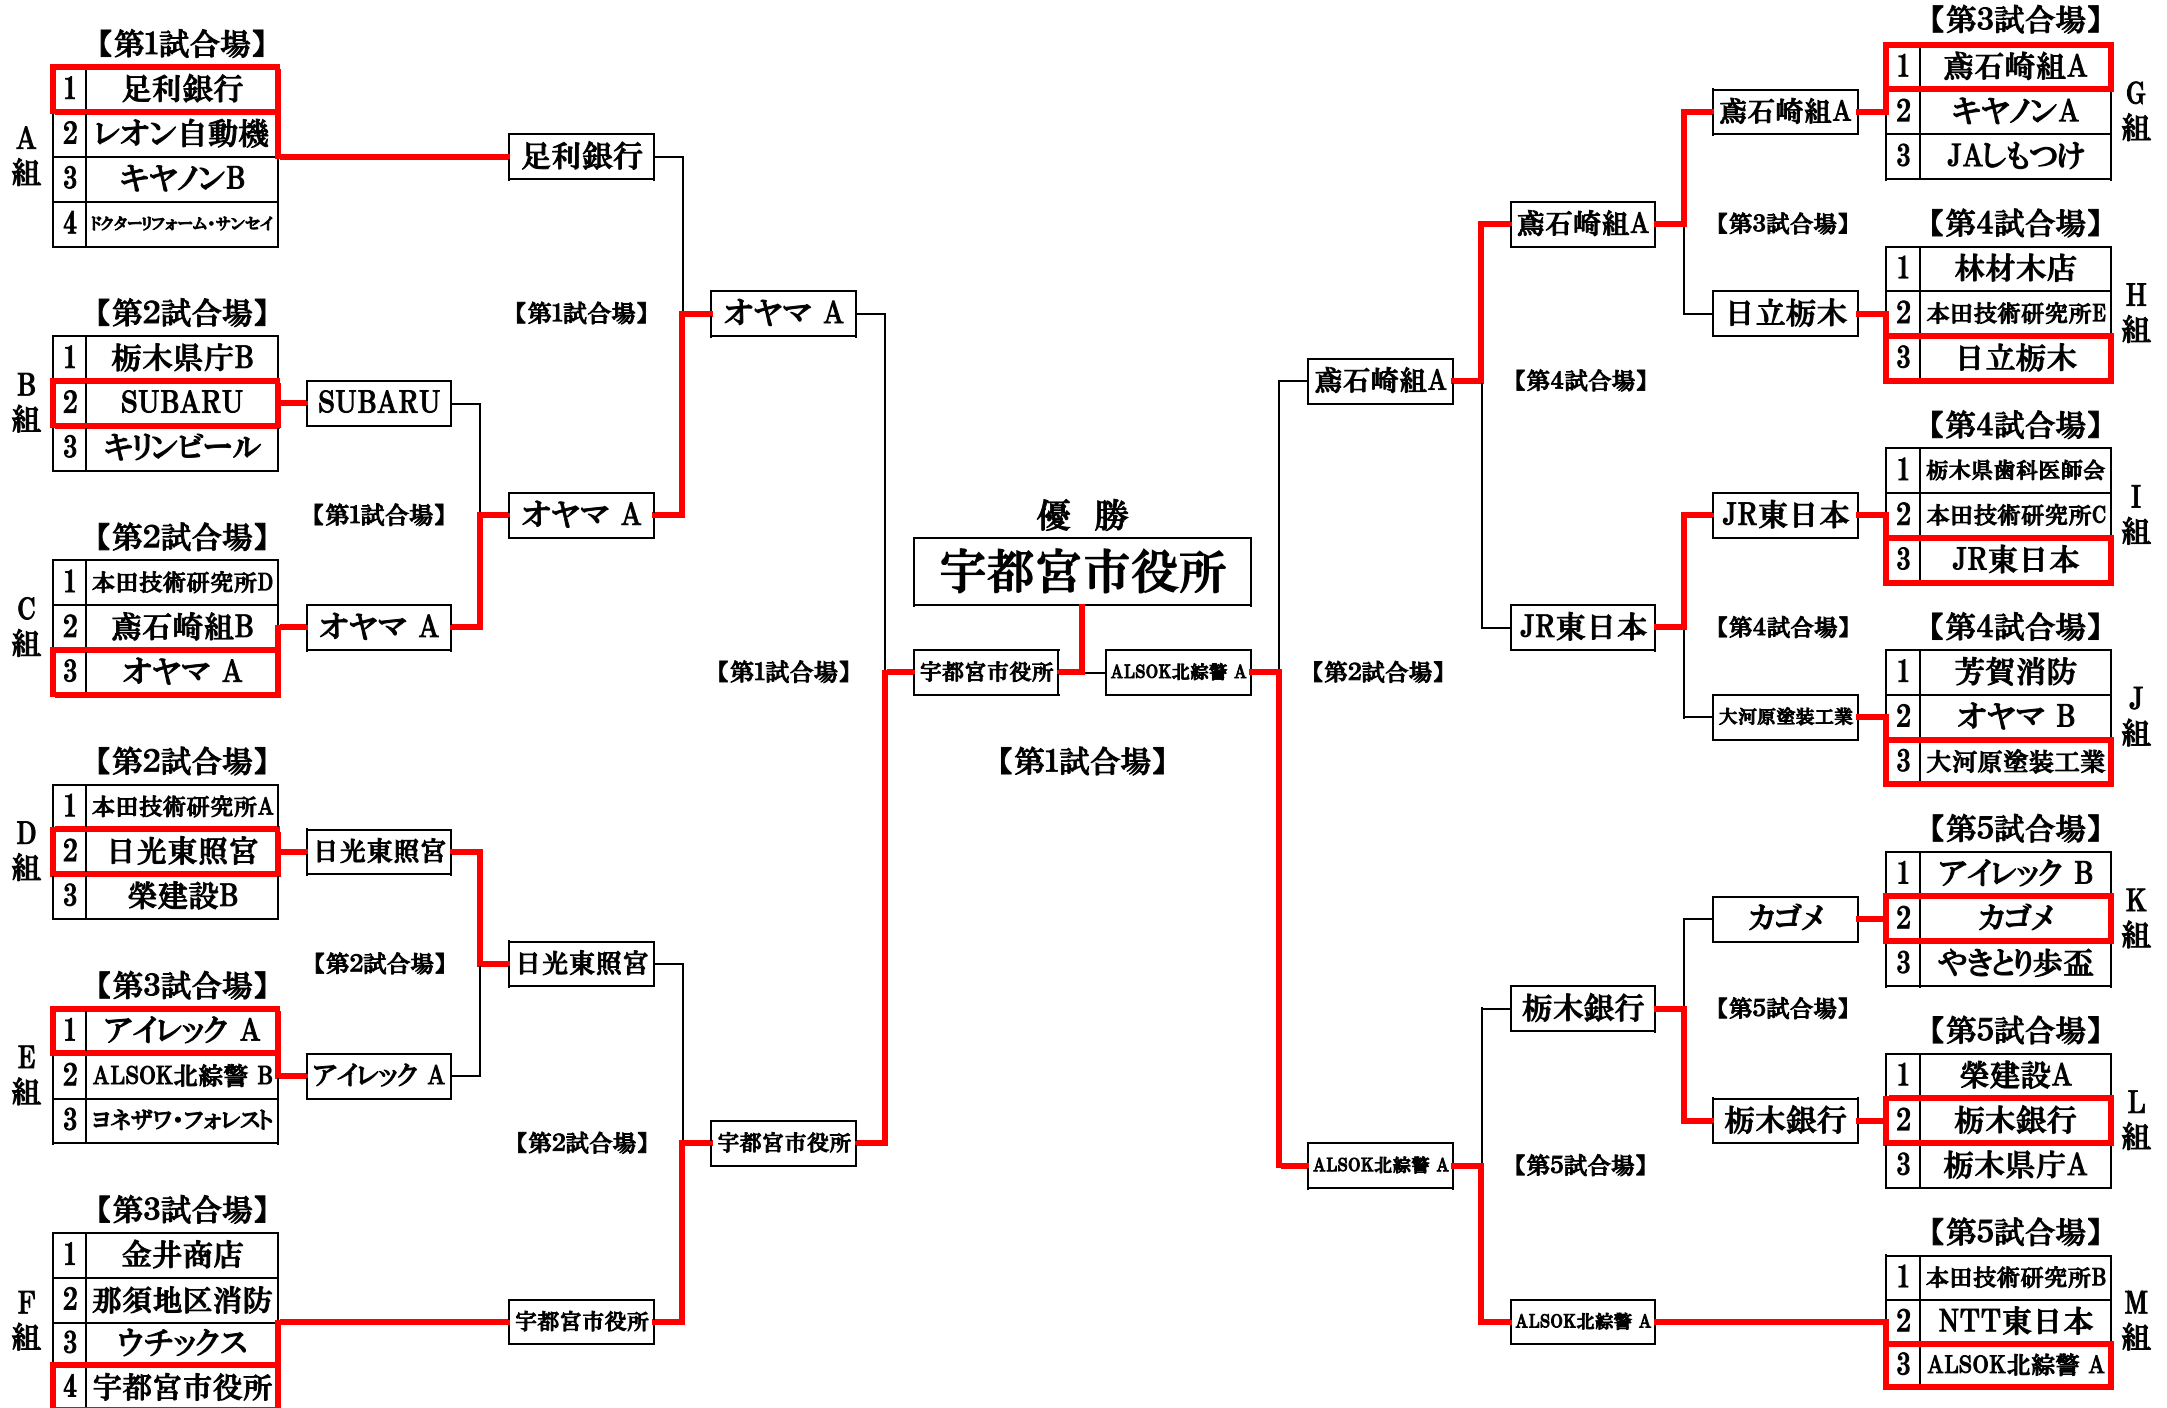 【第1試合場】
A組
1 足利銀行
2 レオン自動機
3 キヤノンB
4 ドクターリフォーム・サンセイ
【第2試合場】
B組
1 栃木県庁B
2 SUBARU
3 キリンビール
【第2試合場】
C組
1 本田技術研究所D
2 鳶石崎組B
3 オヤマ A
【第2試合場】
D組
1 本田技術研究所A
2 日光東照宮
3 榮建設B
【第3試合場】
E組
1 アイレック A
2 ALSOK北綜警 B
3 ヨネザワ・フォレスト
【第3試合場】
F組
1 金井商店
2 那須地区消防
3 ウチックス
4 宇都宮市役所
SUBARU
【第1試合場】
オヤマ A
日光東照宮
【第2試合場】
アイレック A
足利銀行
【第1試合場】
オヤマ A
日光東照宮
【第2試合場】
宇都宮市役所
オヤマ A
【第1試合場】
宇都宮市役所
優 勝
宇都宮市役所
宇都宮市役所
ALSOK北綜警 A
【第1試合場】
鳶石崎組A
【第2試合場】
ALSOK北綜警 A
鳶石崎組A
【第4試合場】
JR東日本
栃木銀行
【第5試合場】
ALSOK北綜警 A
鳶石崎組A
【第3試合場】
日立栃木
JR東日本
【第4試合場】
大河原塗装工業
カゴメ
【第5試合場】
栃木銀行
【第3試合場】
G組
1 鳶石崎組A
2 キヤノンA
3 JAしもつけ
【第4試合場】
H組
1 林材木店
2 本田技術研究所E
3 日立栃木
【第4試合場】
I組
1 栃木県歯科医師会
2 本田技術研究所C
3 JR東日本
【第4試合場】
J組
1 芳賀消防
2 オヤマ B
3 大河原塗装工業
【第5試合場】
K組
1 アイレック B
2 カゴメ
3 やきとり歩盃
【第5試合場】
L組
1 榮建設A
2 栃木銀行
3 栃木県庁A
【第5試合場】
M組
1 本田技術研究所B
2 NTT東日本
3 ALSOK北綜警 A